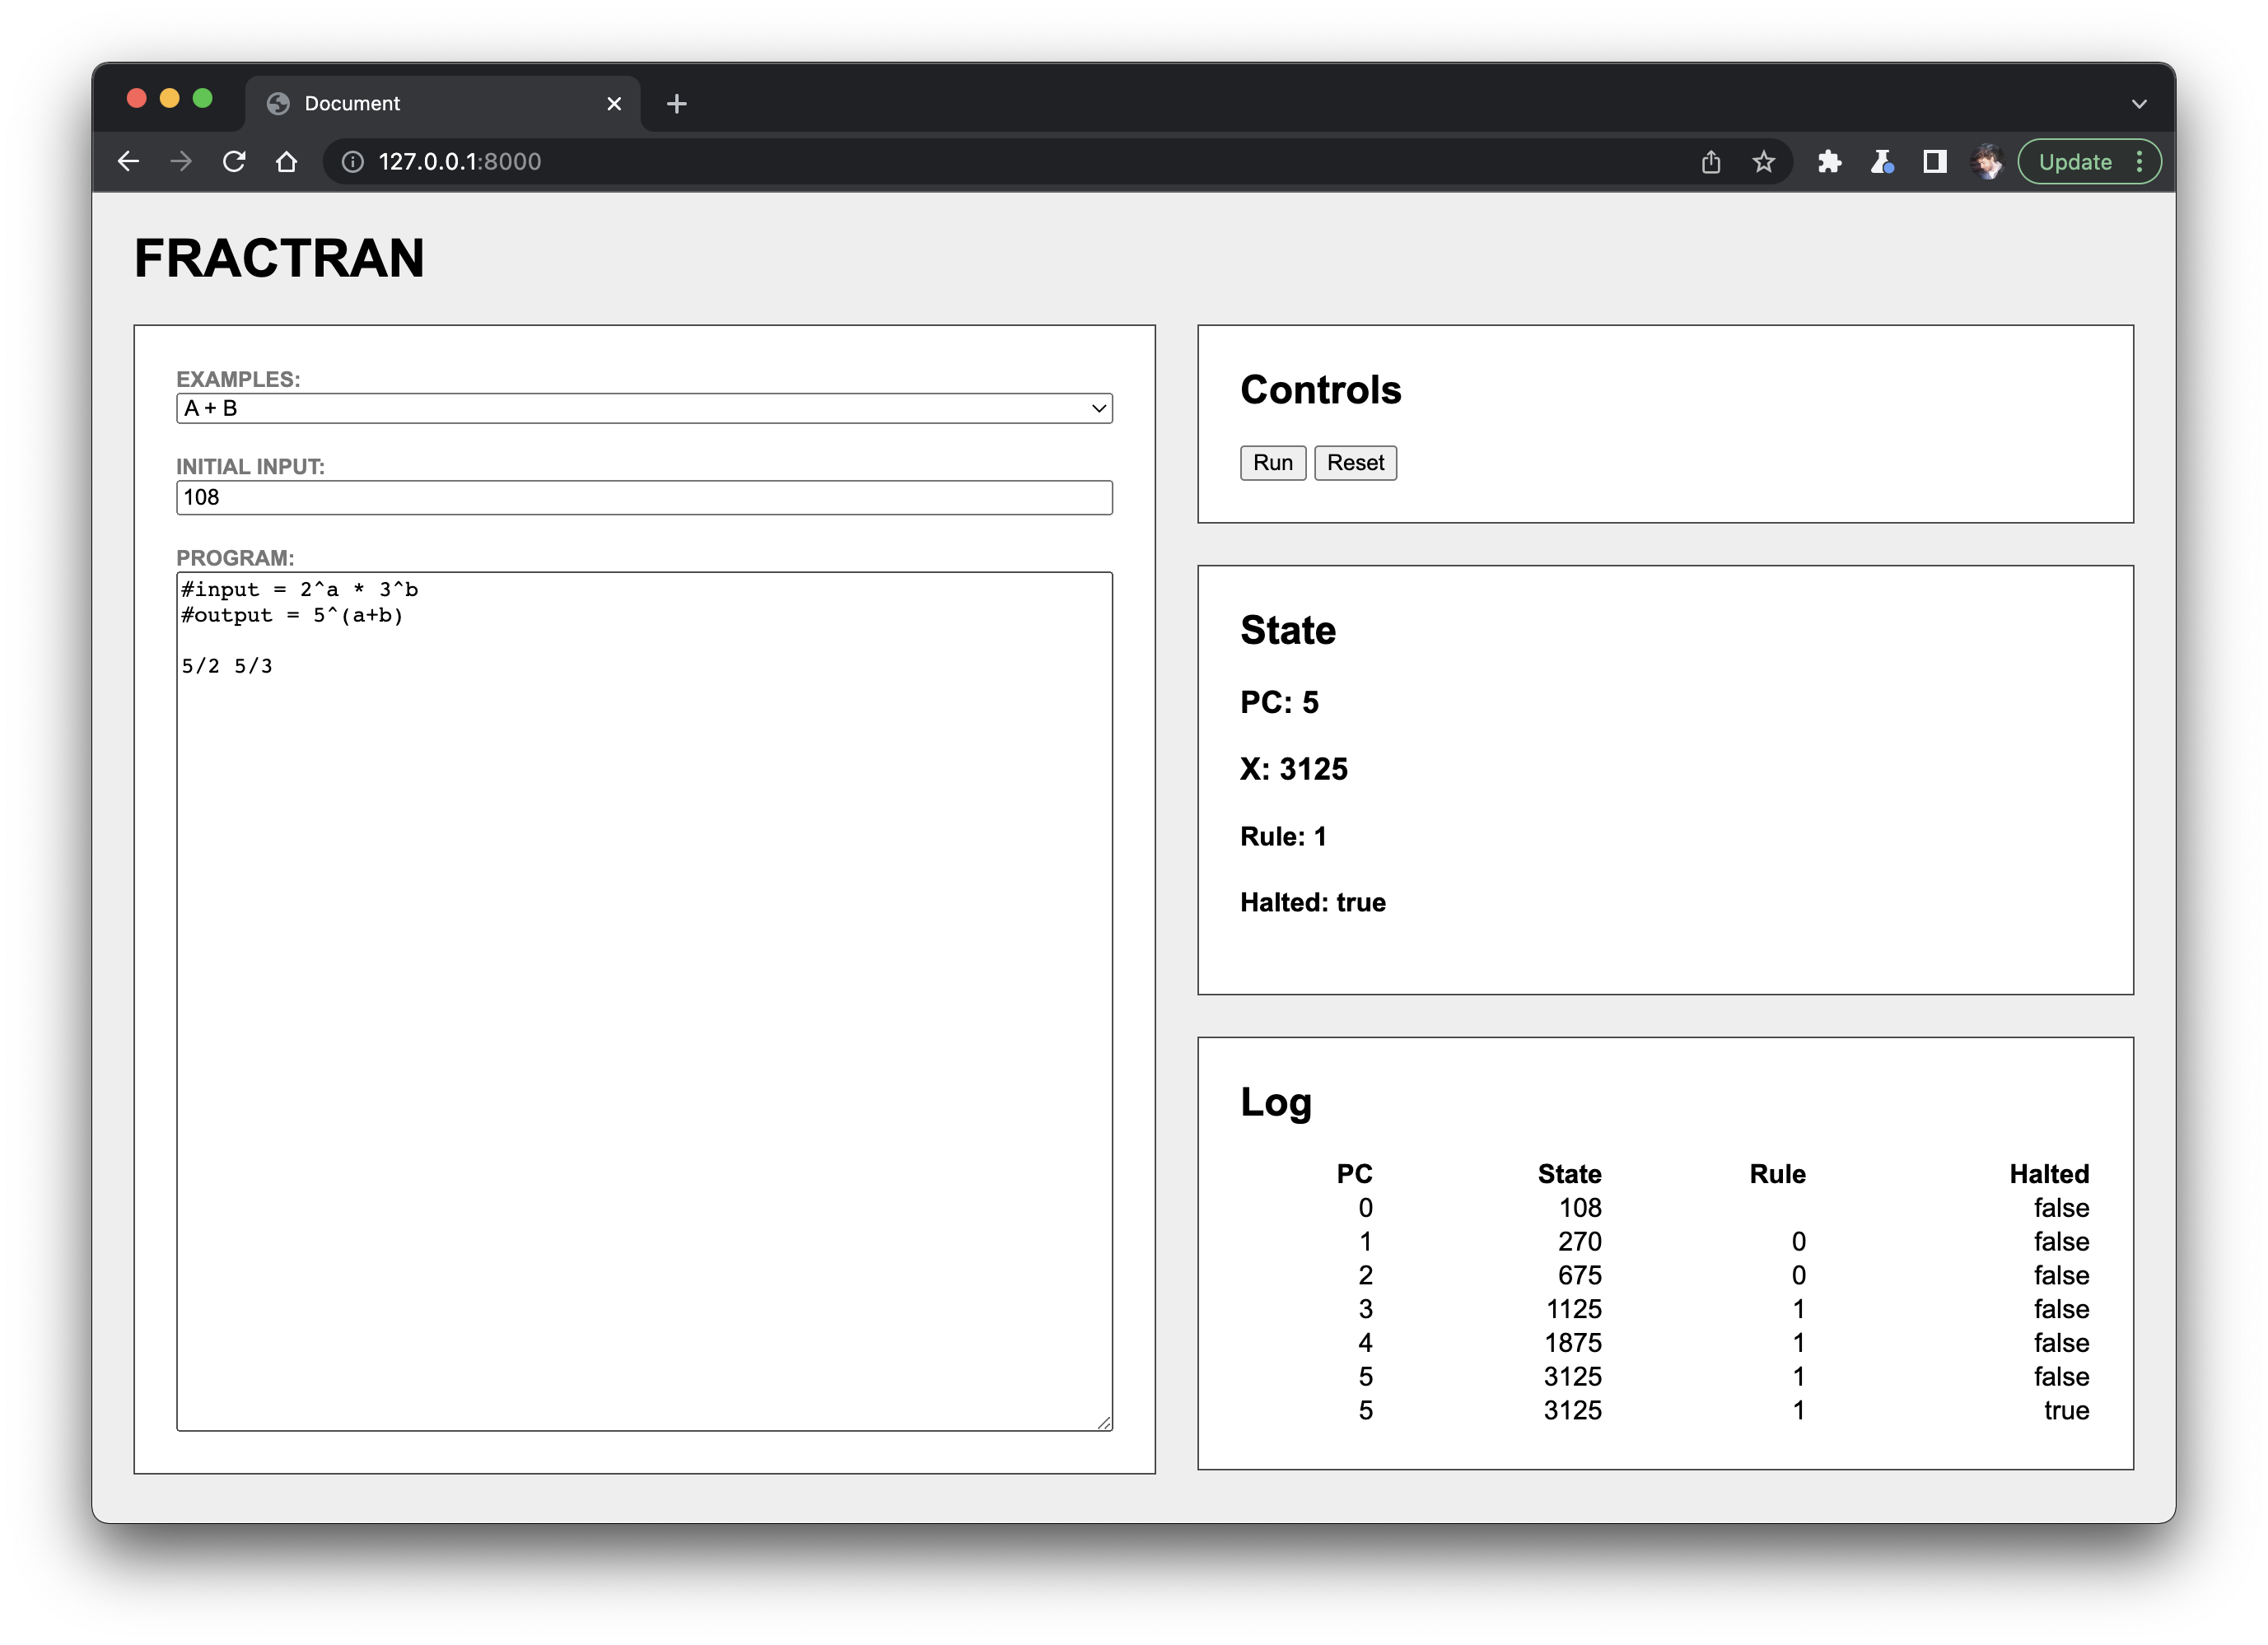 Document
127.0.0.1:8000
Update
FRACTRAN
EXAMPLES:
A + B
INITIAL INPUT:
108
PROGRAM:
#input = 2^a * 3^b
#output = 5^(a+b)
5/2 5/3
Controls
Run Reset
State
PC: 5
X: 3125
Rule: 1
Halted: true
Log
PC State Rule Halted
0 108 false
1 270 0 false
2 675 0 false
3 1125 1 false
4 1875 1 false
5 3125 1 false
5 3125 1 true